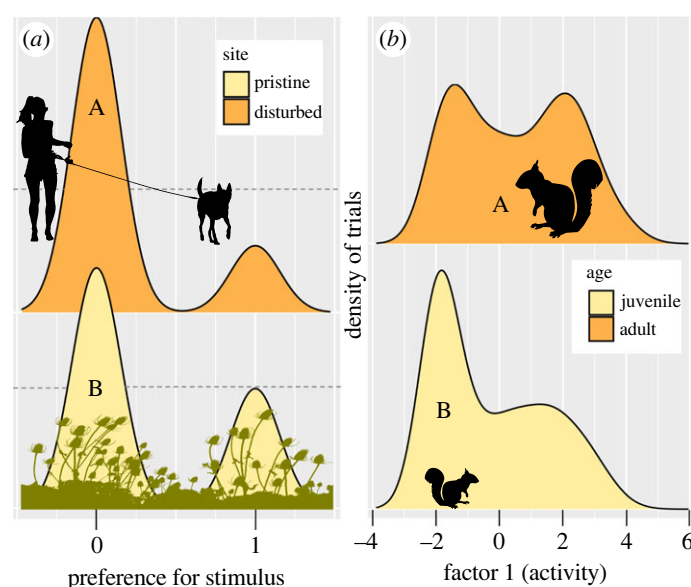 (a)
site
pristine
disturbed
A
B
0
1
preference for stimulus
(b)
density of trials
A
age
juvenile
adult
B
–4
–2
0
2
4
6
factor 1 (activity)